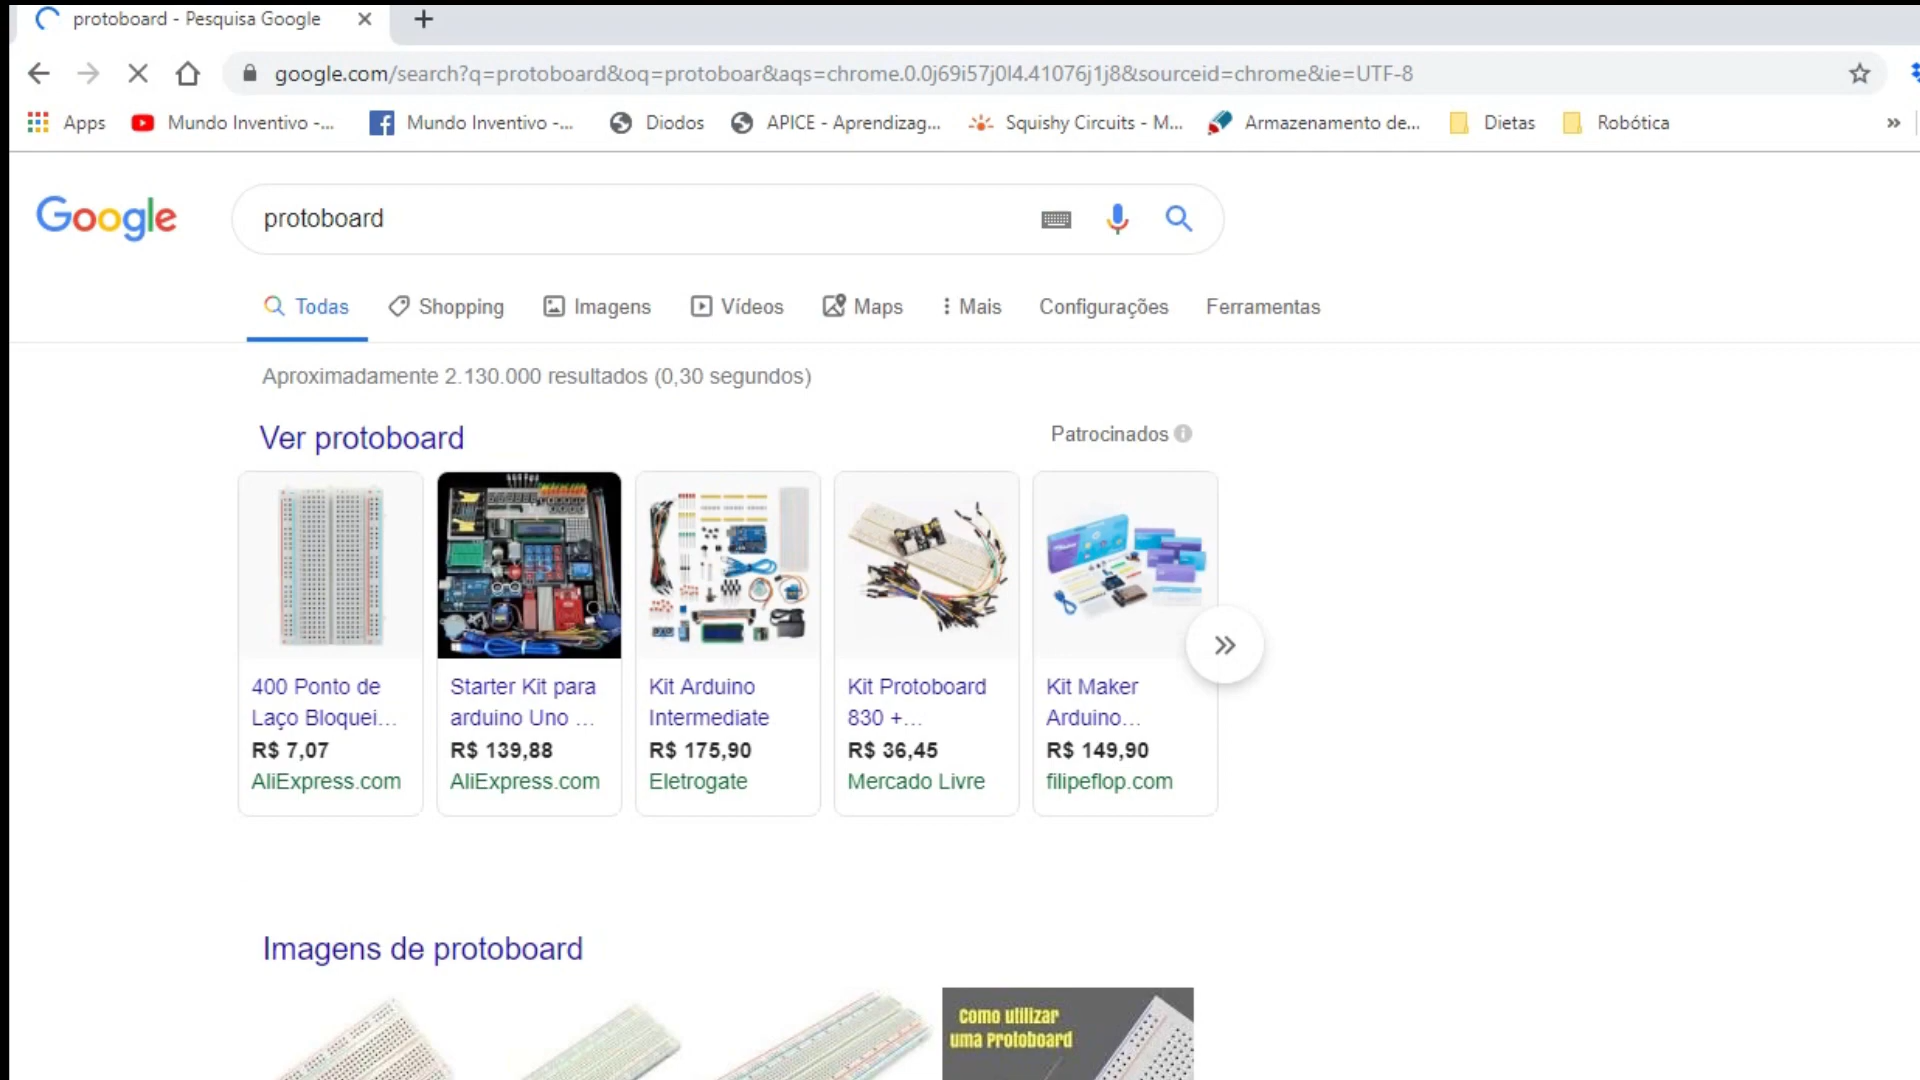 protoboard - Pesquisa Google
google.com/search?q=protoboard&oq=protoboar&aqs=chrome.0.0j69i57j0l4.41076j1j8&sourceid=chrome&ie=UTF-8
Apps Mundo Inventivo -... Mundo Inventivo -... Diodos APICE - Aprendizag... Squishy Circuits - M... Armazenamento de... Dietas Robótica
Google
protoboard
Todas Shopping Imagens Vídeos Maps Mais Configurações Ferramentas
Aproximadamente 2.130.000 resultados (0,30 segundos)
Ver protoboard
Patrocinados
400 Ponto de
Laço Bloquei...
R$ 7,07
AliExpress.com
Starter Kit para
arduino Uno ...
R$ 139,88
AliExpress.com
Kit Arduino
Intermediate
R$ 175,90
Eletrogate
Kit Protoboard
830 +...
R$ 36,45
Mercado Livre
Kit Maker
Arduino...
R$ 149,90
filipeflop.com
Imagens de protoboard
Como utilizar
uma Protoboard